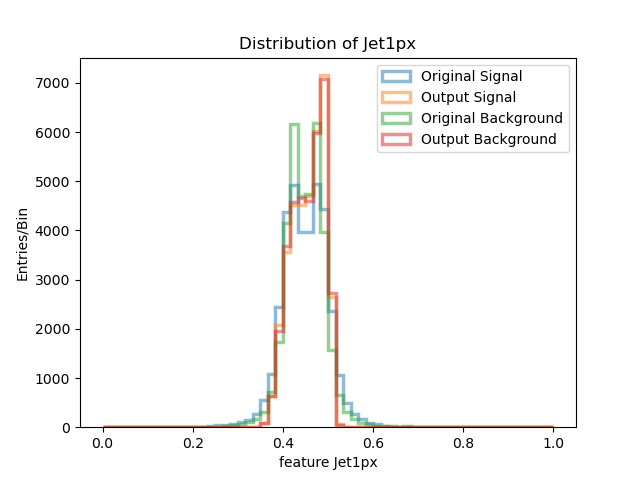 Distribution of Jet1px
Original Signal
Output Signal
Original Background
Output Background
Entries/Bin
7000
6000
5000
4000
3000
2000
1000
0
0.0 0.2 0.4 0.6 0.8 1.0
feature Jet1px